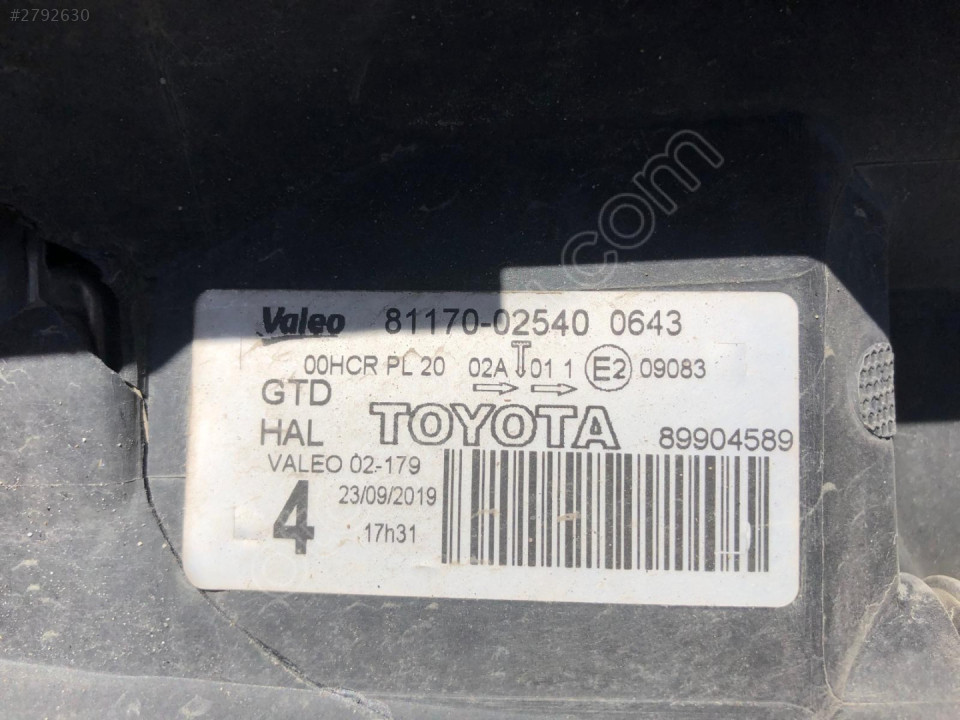 #2792630
.com
Valeo 81170-02540 0643
00HCR PL 20 02A 01 1 E2 09083
GTD
HAL TOYOTA 89904589
VALEO 02-179
4 23/09/2019
17h31